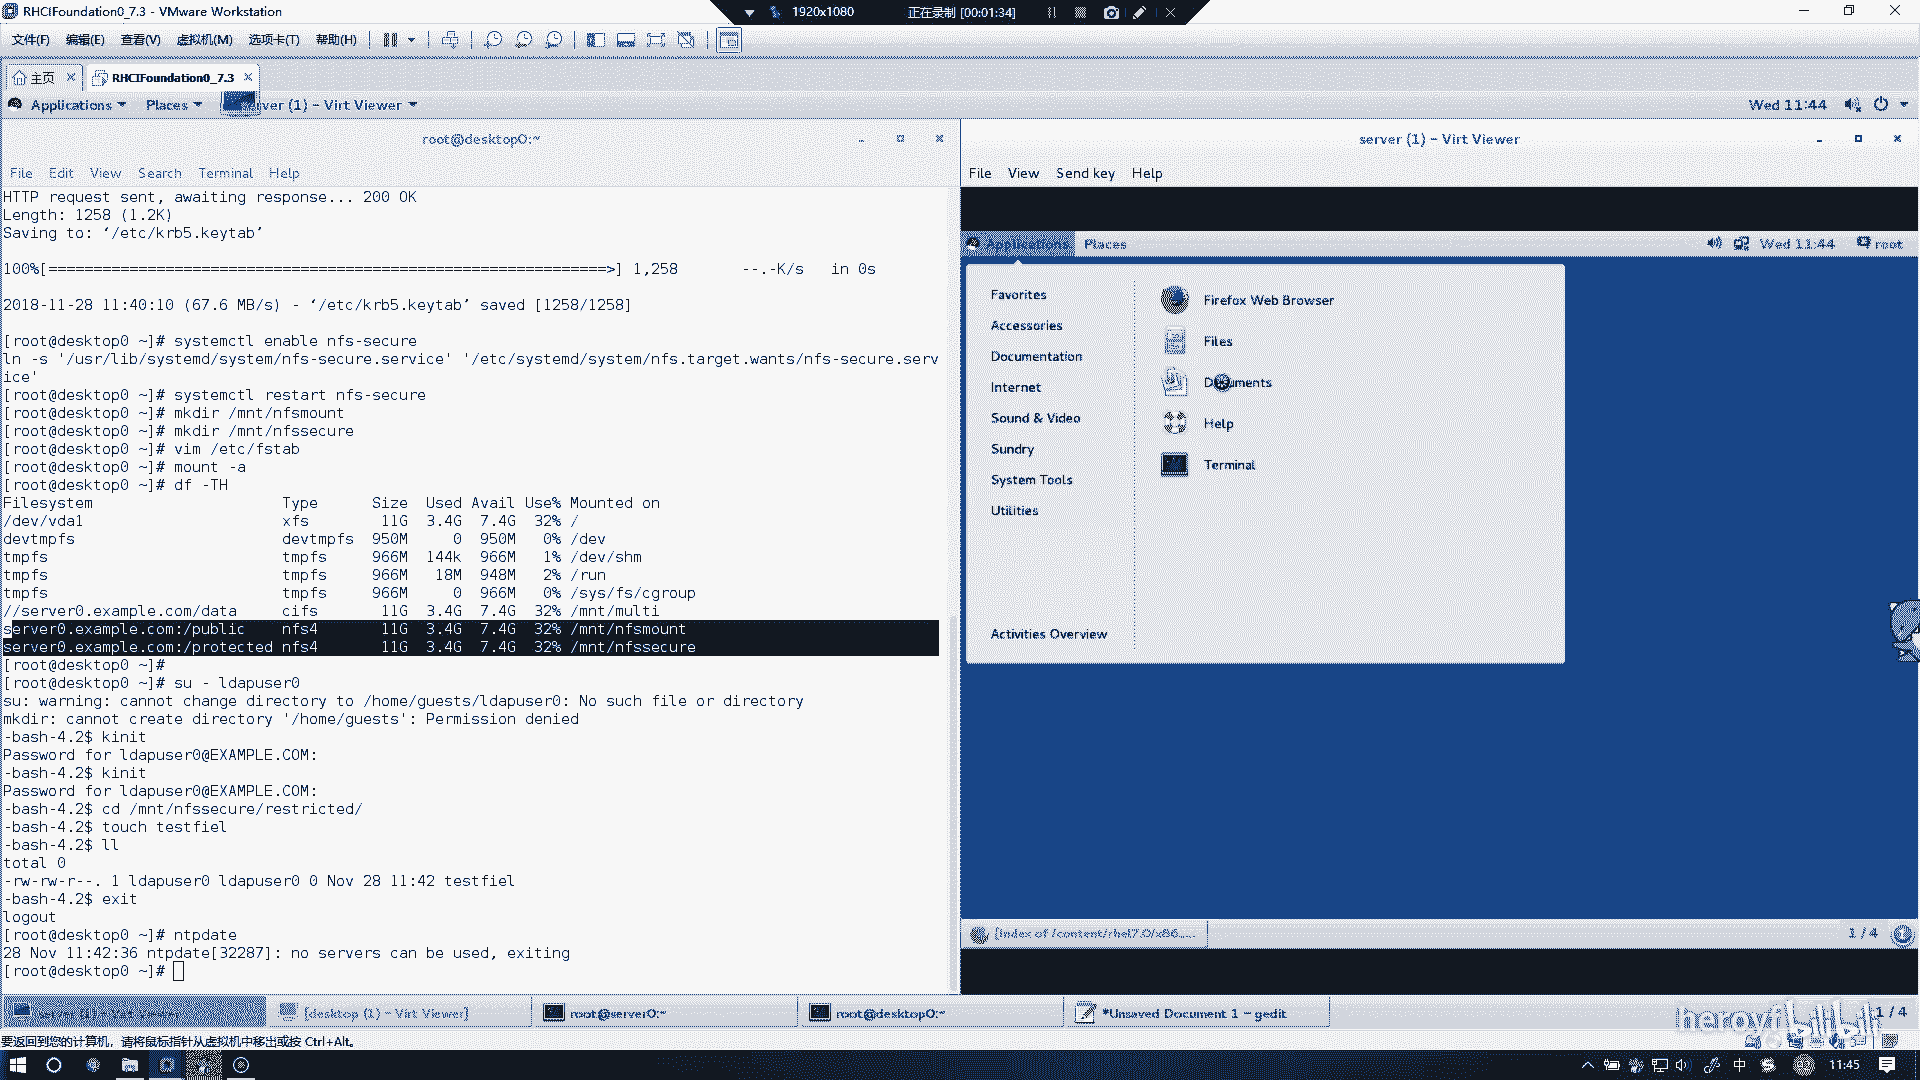 RHCIFoundation0_7.3 - VMware Workstation
1920x1080 正在录制 [00:01:34]
文件(F) 编辑(E) 查看(V) 虚拟机(M) 选项卡(T) 帮助(H)
主页 RHCIFoundation0_7.3
Applications Places server (1) - Virt Viewer Wed 11:44
root@desktop0:~
File Edit View Search Terminal Help
HTTP request sent, awaiting response... 200 OK
Length: 1258 (1.2K)
Saving to: ‘/etc/krb5.keytab’
100%[==============================================================>] 1,258 --.-K/s in 0s
2018-11-28 11:40:10 (67.6 MB/s) - ‘/etc/krb5.keytab’ saved [1258/1258]
[root@desktop0 ~]# systemctl enable nfs-secure
ln -s '/usr/lib/systemd/system/nfs-secure.service' '/etc/systemd/system/nfs.target.wants/nfs-secure.serv
ice'
[root@desktop0 ~]# systemctl restart nfs-secure
[root@desktop0 ~]# mkdir /mnt/nfsmount
[root@desktop0 ~]# mkdir /mnt/nfssecure
[root@desktop0 ~]# vim /etc/fstab
[root@desktop0 ~]# mount -a
[root@desktop0 ~]# df -TH
Filesystem Type Size Used Avail Use% Mounted on
/dev/vda1 xfs 11G 3.4G 7.4G 32% /
devtmpfs devtmpfs 950M 0 950M 0% /dev
tmpfs tmpfs 966M 144k 966M 1% /dev/shm
tmpfs tmpfs 966M 18M 948M 2% /run
tmpfs tmpfs 966M 0 966M 0% /sys/fs/cgroup
//server0.example.com/data cifs 11G 3.4G 7.4G 32% /mnt/multi
server0.example.com:/public nfs4 11G 3.4G 7.4G 32% /mnt/nfsmount
server0.example.com:/protected nfs4 11G 3.4G 7.4G 32% /mnt/nfssecure
[root@desktop0 ~]#
[root@desktop0 ~]# su - ldapuser0
su: warning: cannot change directory to /home/guests/ldapuser0: No such file or directory
mkdir: cannot create directory '/home/guests': Permission denied
-bash-4.2$ kinit
Password for ldapuser0@EXAMPLE.COM:
-bash-4.2$ kinit
Password for ldapuser0@EXAMPLE.COM:
-bash-4.2$ cd /mnt/nfssecure/restricted/
-bash-4.2$ touch testfiel
-bash-4.2$ ll
total 0
-rw-rw-r--. 1 ldapuser0 ldapuser0 0 Nov 28 11:42 testfiel
-bash-4.2$ exit
logout
[root@desktop0 ~]# ntpdate
28 Nov 11:42:36 ntpdate[32287]: no servers can be used, exiting
[root@desktop0 ~]#
server (1) - Virt Viewer
File View Send key Help
Applications Places Wed 11:44 root
Favorites
Accessories
Documentation
Internet
Sound & Video
Sundry
System Tools
Utilities
Activities Overview
Firefox Web Browser
Files
Documents
Help
Terminal
[Index of /content/rhel7.0/x86..... 1 / 4
server (1) - Virt Viewer [desktop (1) - Virt Viewer] root@server0:~ root@desktop0:~ *Unsaved Document 1 - gedit 1 / 4
bilibili
要返回到您的计算机，请将鼠标指针从虚拟机中移出或按 Ctrl+Alt。
中 11:45